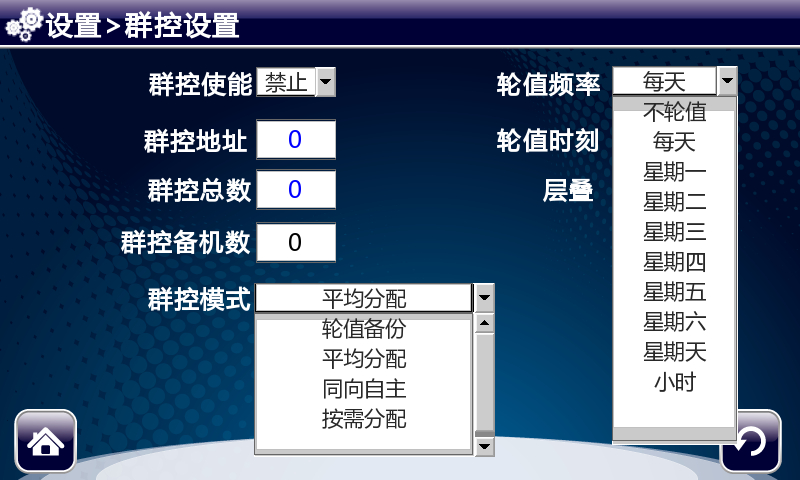 设置>群控设置
群控使能 禁止
群控地址 0
群控总数 0
群控备机数 0
群控模式 平均分配
轮值备份
平均分配
同向自主
按需分配
轮值频率 每天
轮值时刻
层叠
不轮值
每天
星期一
星期二
星期三
星期四
星期五
星期六
星期天
小时